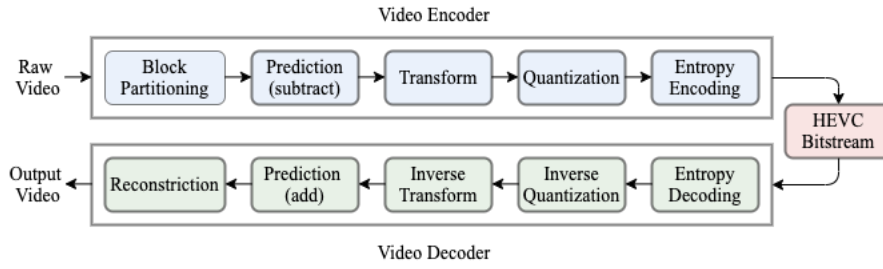 Video Encoder
Raw
Video
Block
Partitioning
Prediction
(subtract)
Transform
Quantization
Entropy
Encoding
HEVC
Bitstream
Output
Video
Reconstriction
Prediction
(add)
Inverse
Transform
Inverse
Quantization
Entropy
Decoding
Video Decoder